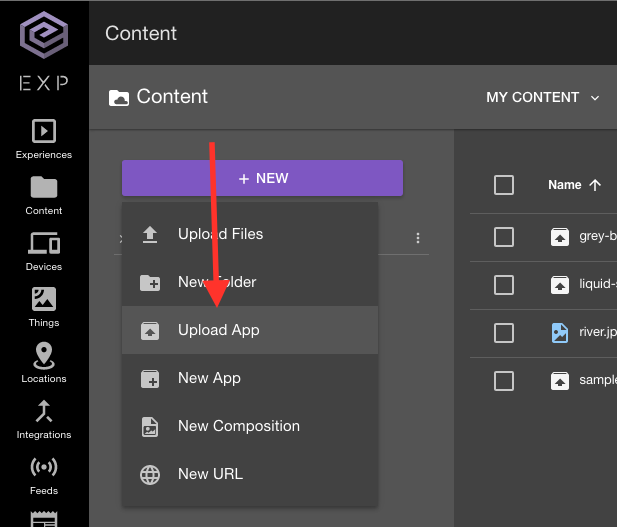 Content
EXP
Content
MY CONTENT
+ NEW
Name
Experiences
Content
Devices
Things
Locations
Integrations
Feeds
Upload Files
New Folder
Upload App
New App
New Composition
New URL
grey-b
liquid-s
river.jp
sample